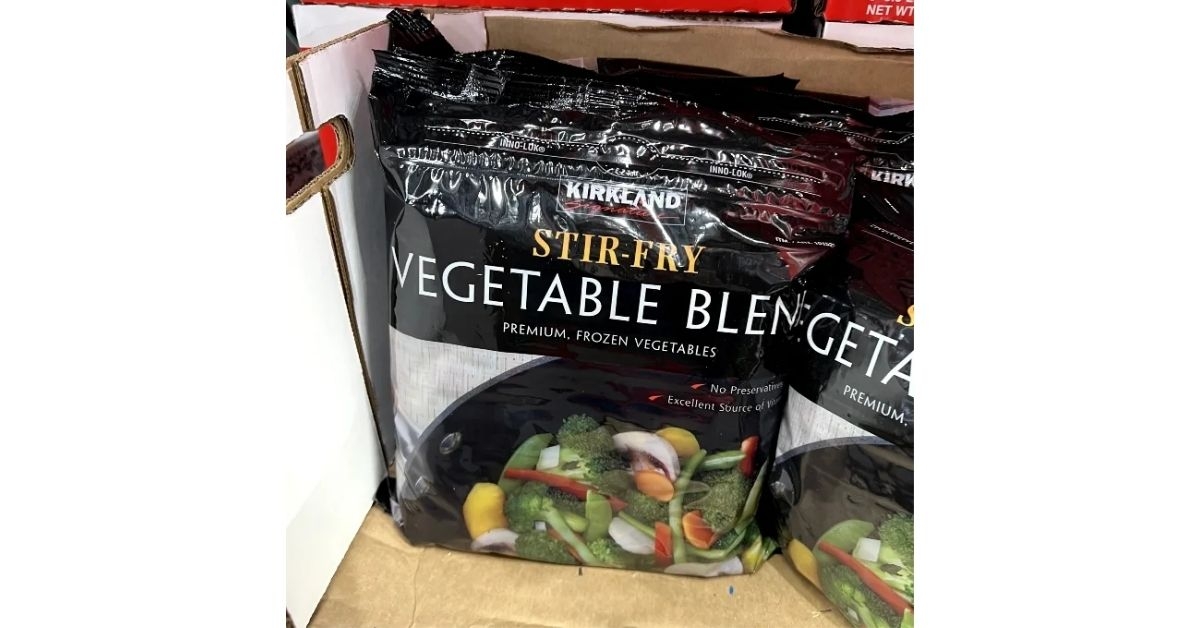 NET WT
INNO-LOK®
INNO-LOK®
KIRKLAND
Signature
STIR-FRY
VEGETABLE BLEN
PREMIUM, FROZEN VEGETABLES
No Preservatives
Excellent Source of
KIRK
S
GETA
PREMIUM,